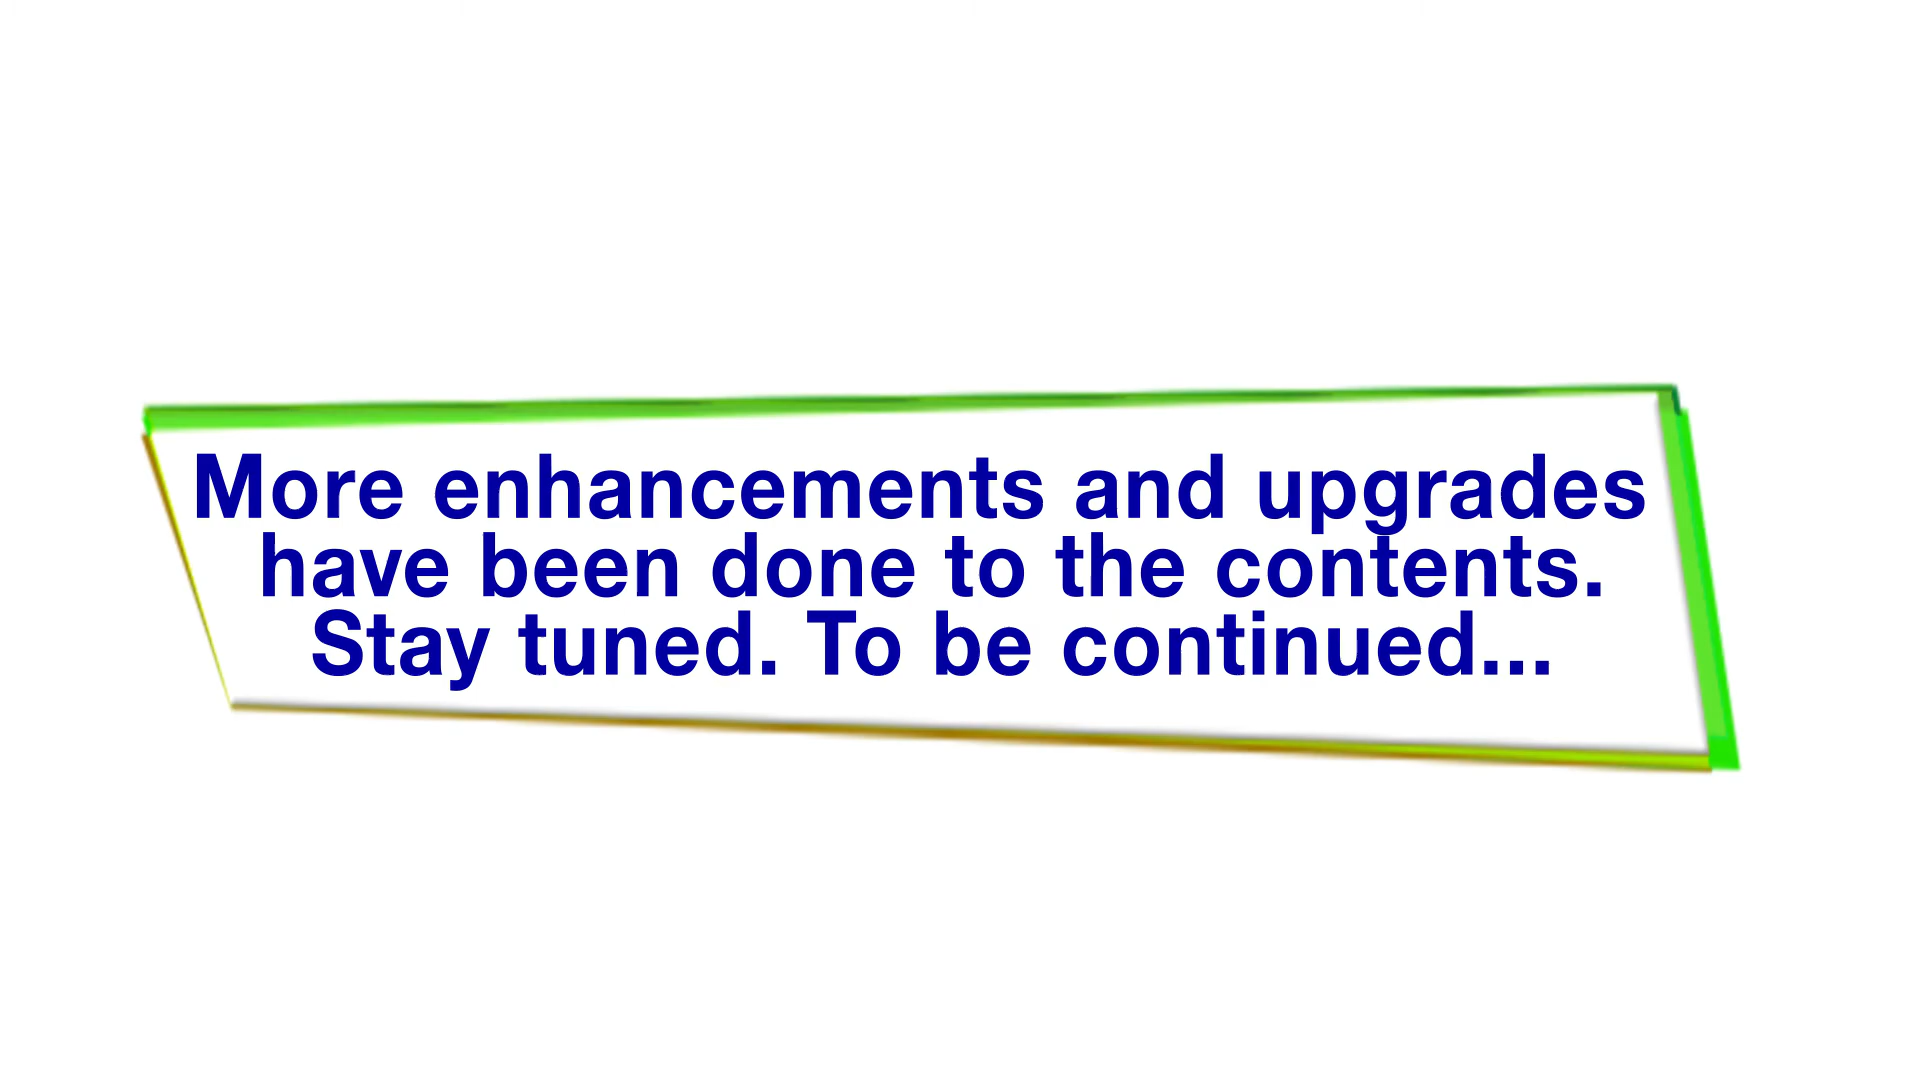 More enhancements and upgrades
have been done to the contents.
Stay tuned. To be continued...